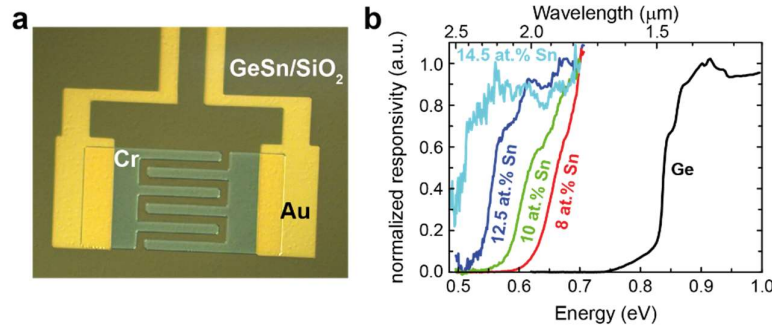 a
GeSn/SiO2
Cr
Au
b
Wavelength (μm)
2.5 2 1.5
normalized responsivity (a.u.)
1.0
0.8
0.6
0.4
0.2
0.0
14.5 at.% Sn
12.5 at.% Sn
10 at.% Sn
8 at.% Sn
Ge
0.5 0.6 0.7 0.8 0.9 1.0
Energy (eV)